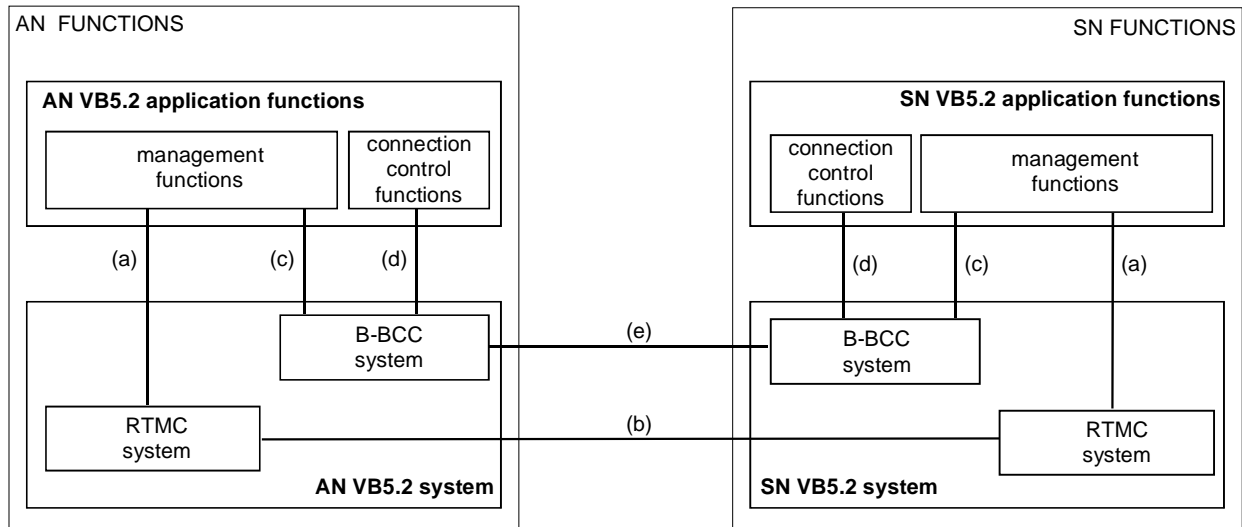 AN FUNCTIONS
AN VB5.2 application functions
management
functions
connection
control
functions
(a)
(c)
(d)
B-BCC
system
RTMC
system
AN VB5.2 system
(e)
(b)
SN FUNCTIONS
SN VB5.2 application functions
connection
control
functions
management
functions
(d)
(c)
(a)
B-BCC
system
RTMC
system
SN VB5.2 system